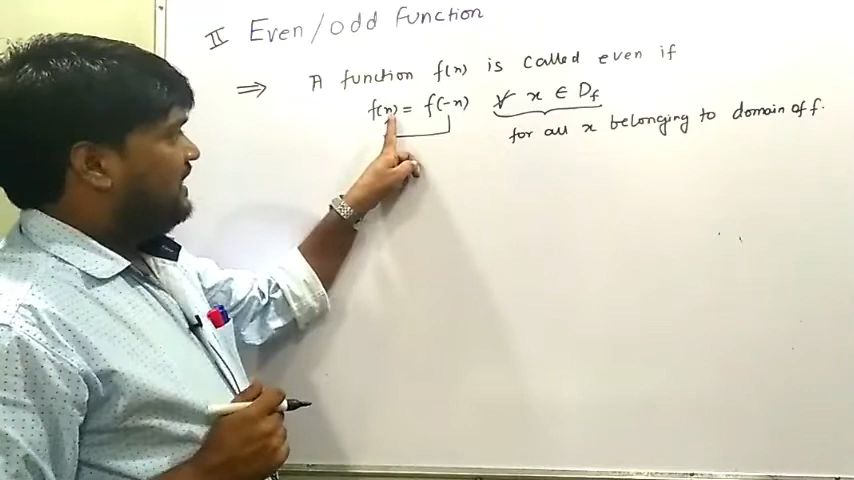 II Even/odd Function
⇒ A function f(x) is called even if
f(x) = f(-x) ∀ x ∈ Df
for all x belonging to domain of f.